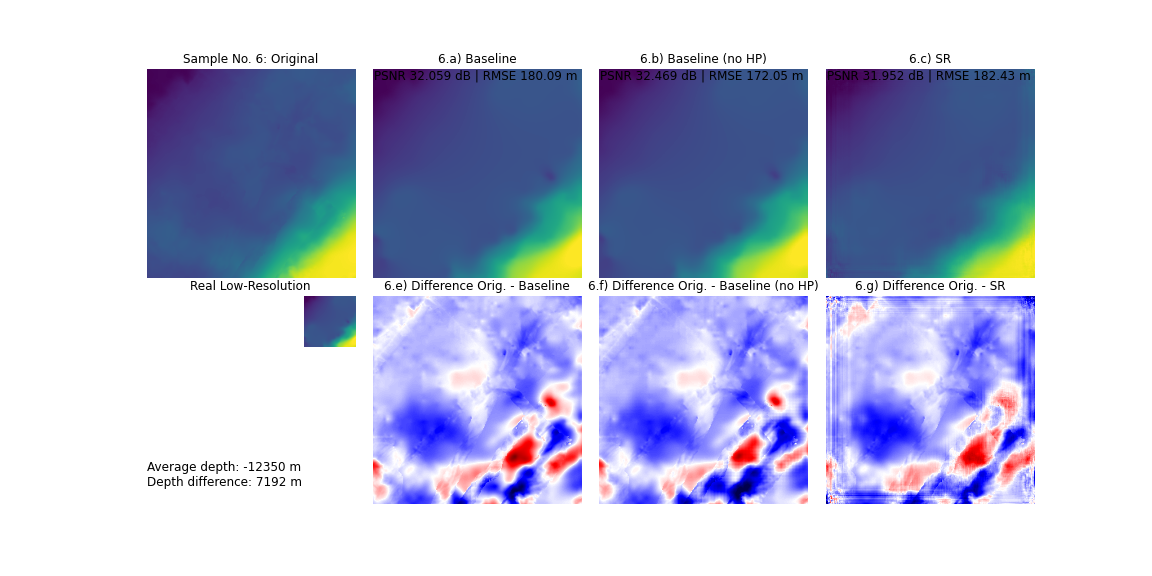 Sample No. 6: Original
6.a) Baseline
6.b) Baseline (no HP)
6.c) SR
PSNR 32.059 dB | RMSE 180.09 m
PSNR 32.469 dB | RMSE 172.05 m
PSNR 31.952 dB | RMSE 182.43 m
Real Low-Resolution
6.e) Difference Orig. - Baseline
6.f) Difference Orig. - Baseline (no HP)
6.g) Difference Orig. - SR
Average depth: -12350 m
Depth difference: 7192 m